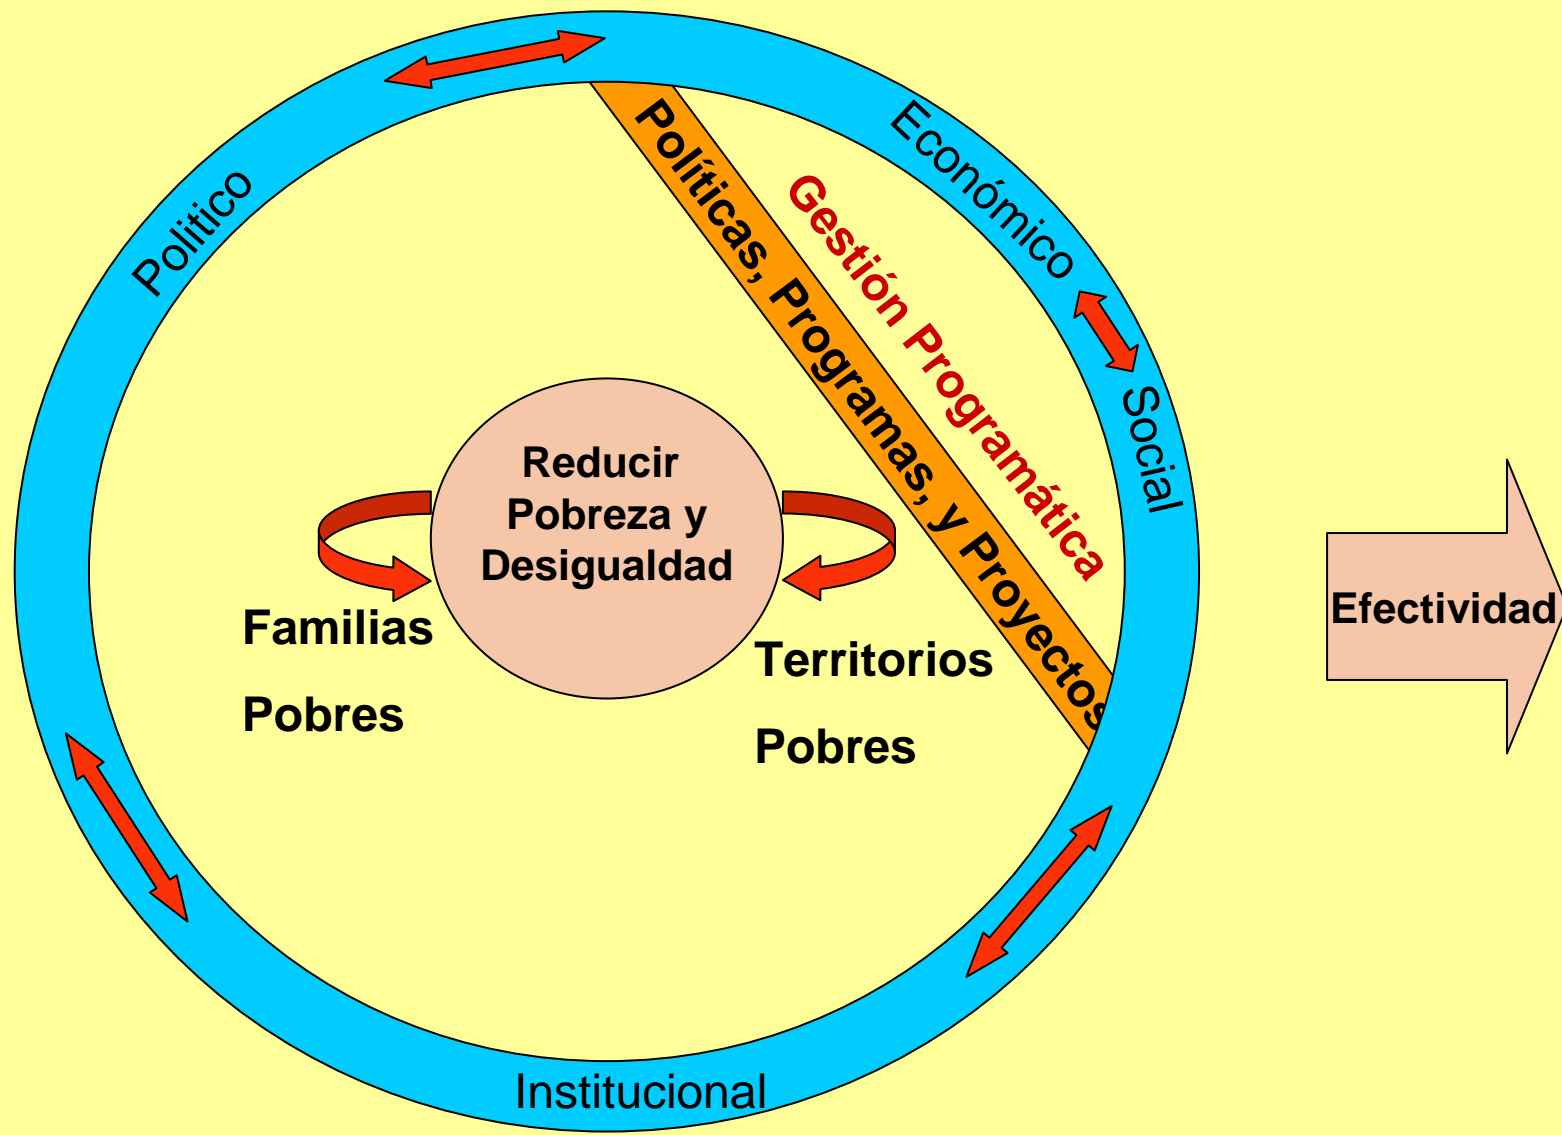 Politico
Económico
Social
Políticas, Programas, y Proyectos
Gestión Programática
Reducir
Pobreza y
Desigualdad
Familias
Pobres
Territorios
Pobres
Efectividad
Institucional